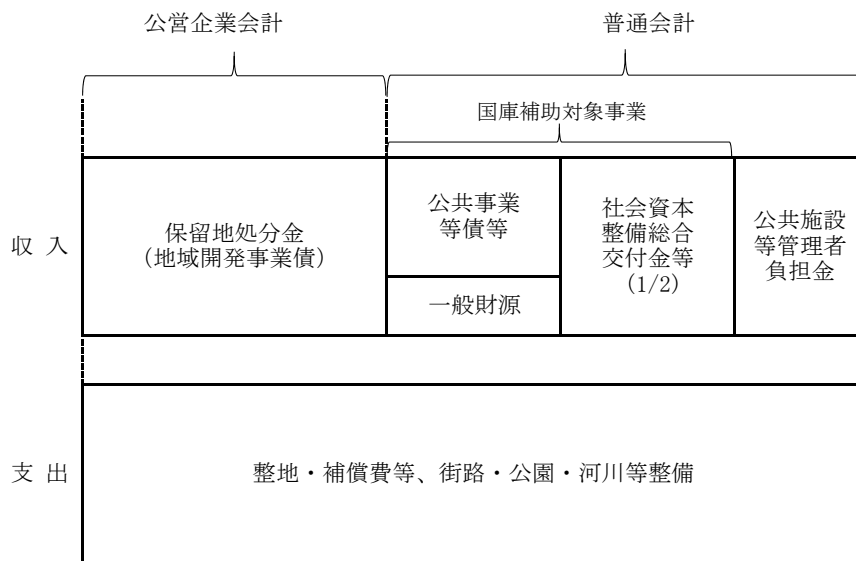 公営企業会計
普通会計
国庫補助対象事業
収 入
保留地処分金
(地域開発事業債)
公共事業
等債等
一般財源
社会資本
整備総合
交付金等
(1/2)
公共施設
等管理者
負担金
支 出
整地・補償費等、街路・公園・河川等整備